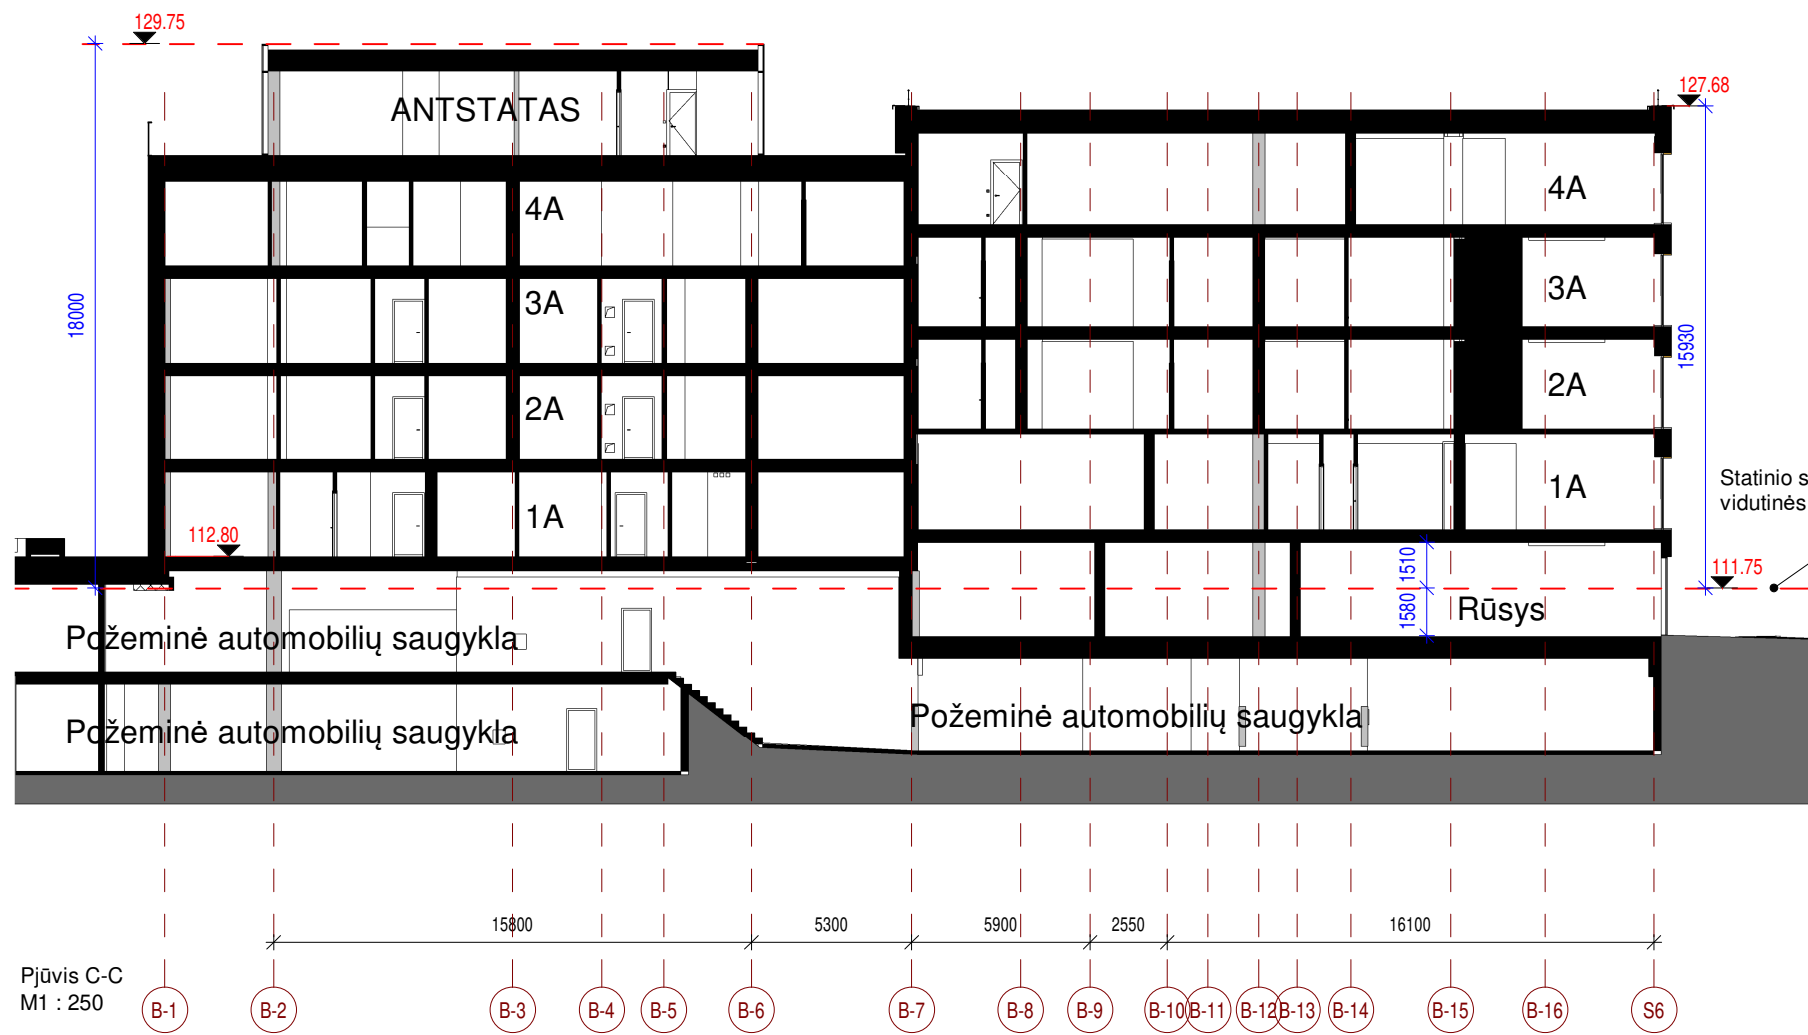 129.75
127.68
ANTSTATAS
4A
4A
18000
3A
3A
15930
2A
2A
1A
1A
Statinio s
vidutinės
112.80
1510
111.75
1580
Rūsys
Požeminė automobilių saugykla
Požeminė automobilių saugykla
Požeminė automobilių saugykla
15800 5300 5900 2550 16100
Pjūvis C-C
M1 : 250
B-1 B-2 B-3 B-4 B-5 B-6 B-7 B-8 B-9 B-10 B-11 B-12 B-13 B-14 B-15 B-16 S6